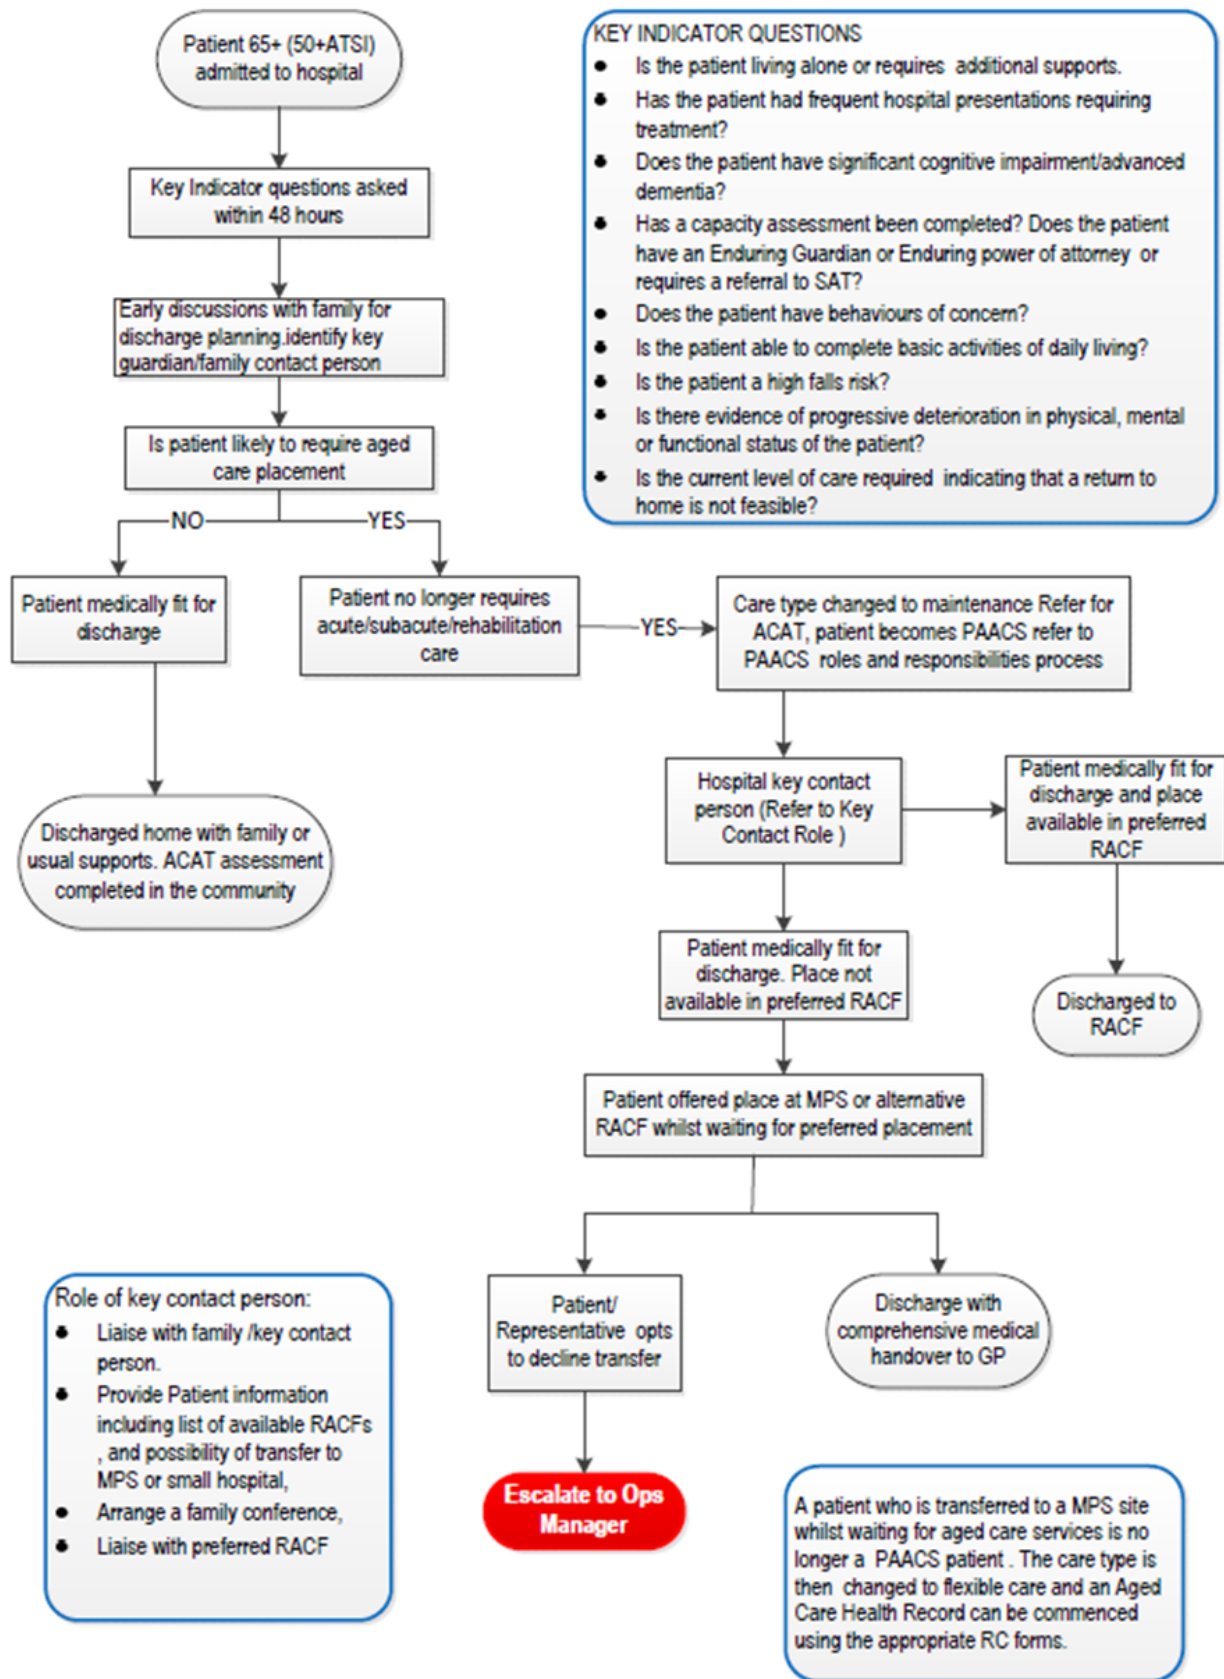 Patient 65+ (50+ATSI)
admitted to hospital
Key Indicator questions asked
within 48 hours
Early discussions with family for
discharge planning.identify key
guardian/family contact person
Is patient likely to require aged
care placement
NO
YES
Patient medically fit for
discharge
Discharged home with family or
usual supports. ACAT assessment
completed in the community
Patient no longer requires
acute/subacute/rehabilitation
care
YES
Care type changed to maintenance Refer for
ACAT, patient becomes PAACS refer to
PAACS roles and responsibilities process
Hospital key contact
person (Refer to Key
Contact Role )
Patient medically fit for
discharge and place
available in preferred
RACF
Discharged to
RACF
Patient medically fit for
discharge. Place not
available in preferred RACF
Patient offered place at MPS or alternative
RACF whilst waiting for preferred placement
Patient/
Representative opts
to decline transfer
Escalate to Ops
Manager
Discharge with
comprehensive medical
handover to GP
KEY INDICATOR QUESTIONS
• Is the patient living alone or requires additional supports.
• Has the patient had frequent hospital presentations requiring
treatment?
• Does the patient have significant cognitive impairment/advanced
dementia?
• Has a capacity assessment been completed? Does the patient
have an Enduring Guardian or Enduring power of attorney or
requires a referral to SAT?
• Does the patient have behaviours of concern?
• Is the patient able to complete basic activities of daily living?
• Is the patient a high falls risk?
• Is there evidence of progressive deterioration in physical, mental
or functional status of the patient?
• Is the current level of care required indicating that a return to
home is not feasible?
Role of key contact person:
• Liaise with family /key contact
person.
• Provide Patient information
including list of available RACFs
, and possibility of transfer to
MPS or small hospital,
• Arrange a family conference,
• Liaise with preferred RACF
A patient who is transferred to a MPS site
whilst waiting for aged care services is no
longer a PAACS patient . The care type is
then changed to flexible care and an Aged
Care Health Record can be commenced
using the appropriate RC forms.